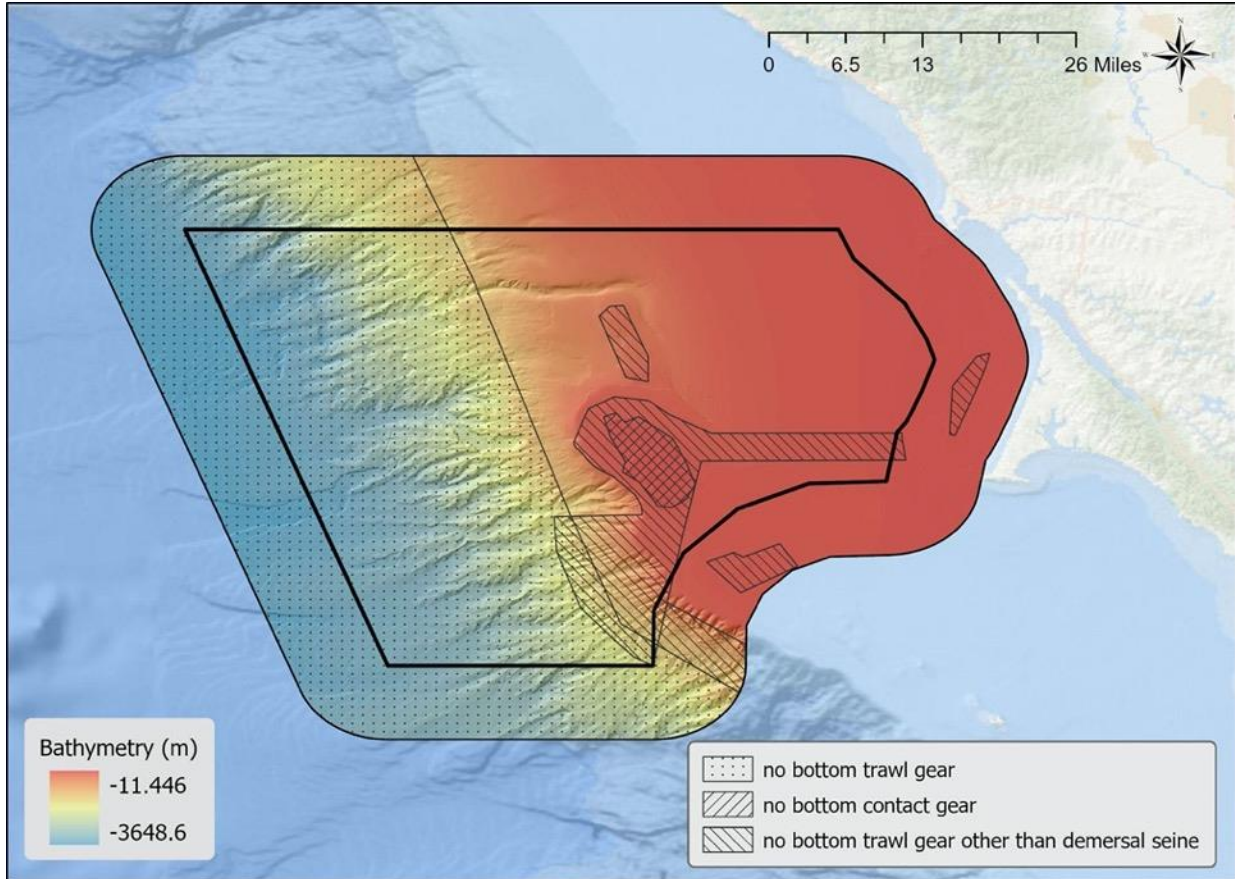 0 6.5 13 26 Miles
N
W E
S
Bathymetry (m)
-11.446
-3648.6
no bottom trawl gear
no bottom contact gear
no bottom trawl gear other than demersal seine